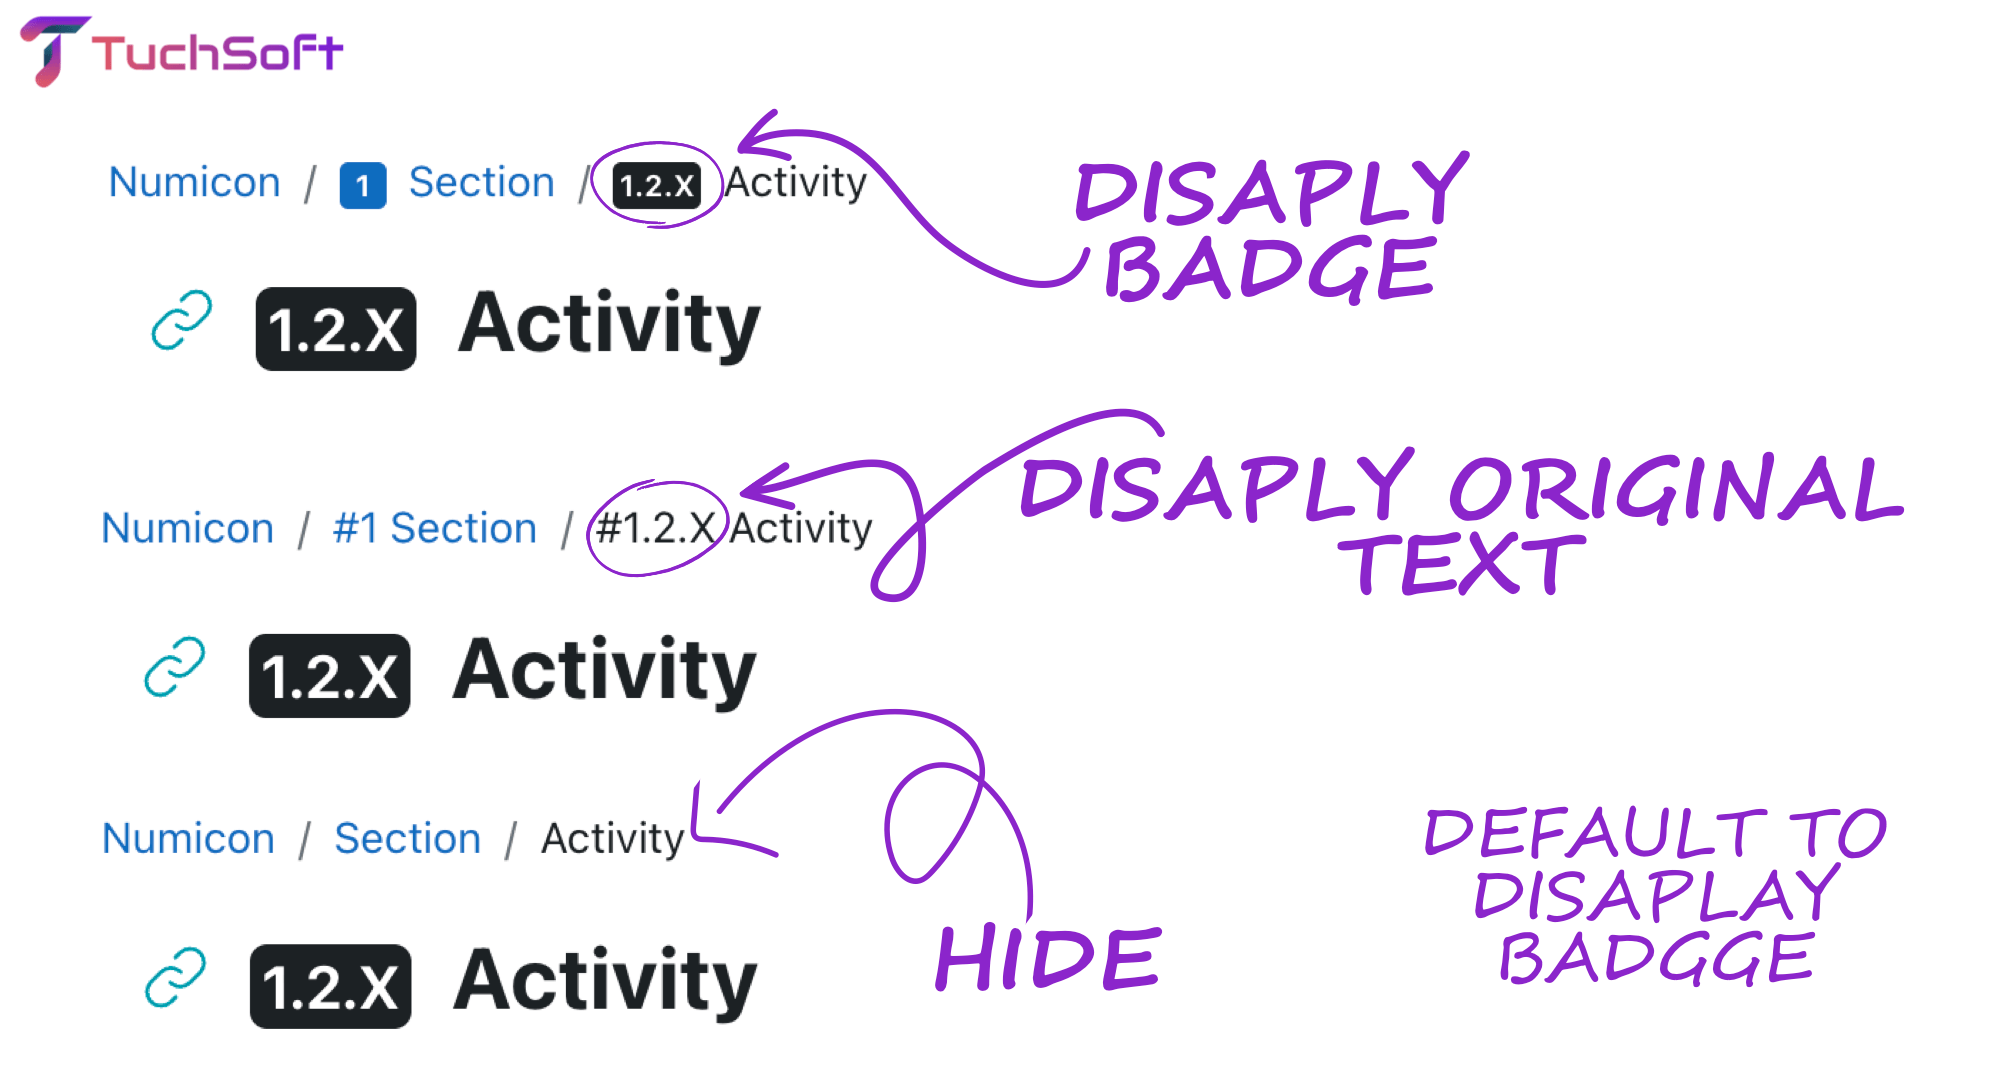 TuchSoft
Numicon / 1 Section / 1.2.X Activity
DISAPLY
BADGE
1.2.X Activity
DISAPLY ORIGINAL
TEXT
Numicon / #1 Section / #1.2.X Activity
1.2.X Activity
Numicon / Section / Activity
HIDE
DEFAULT TO
DISAPLAY
BADGGE
1.2.X Activity